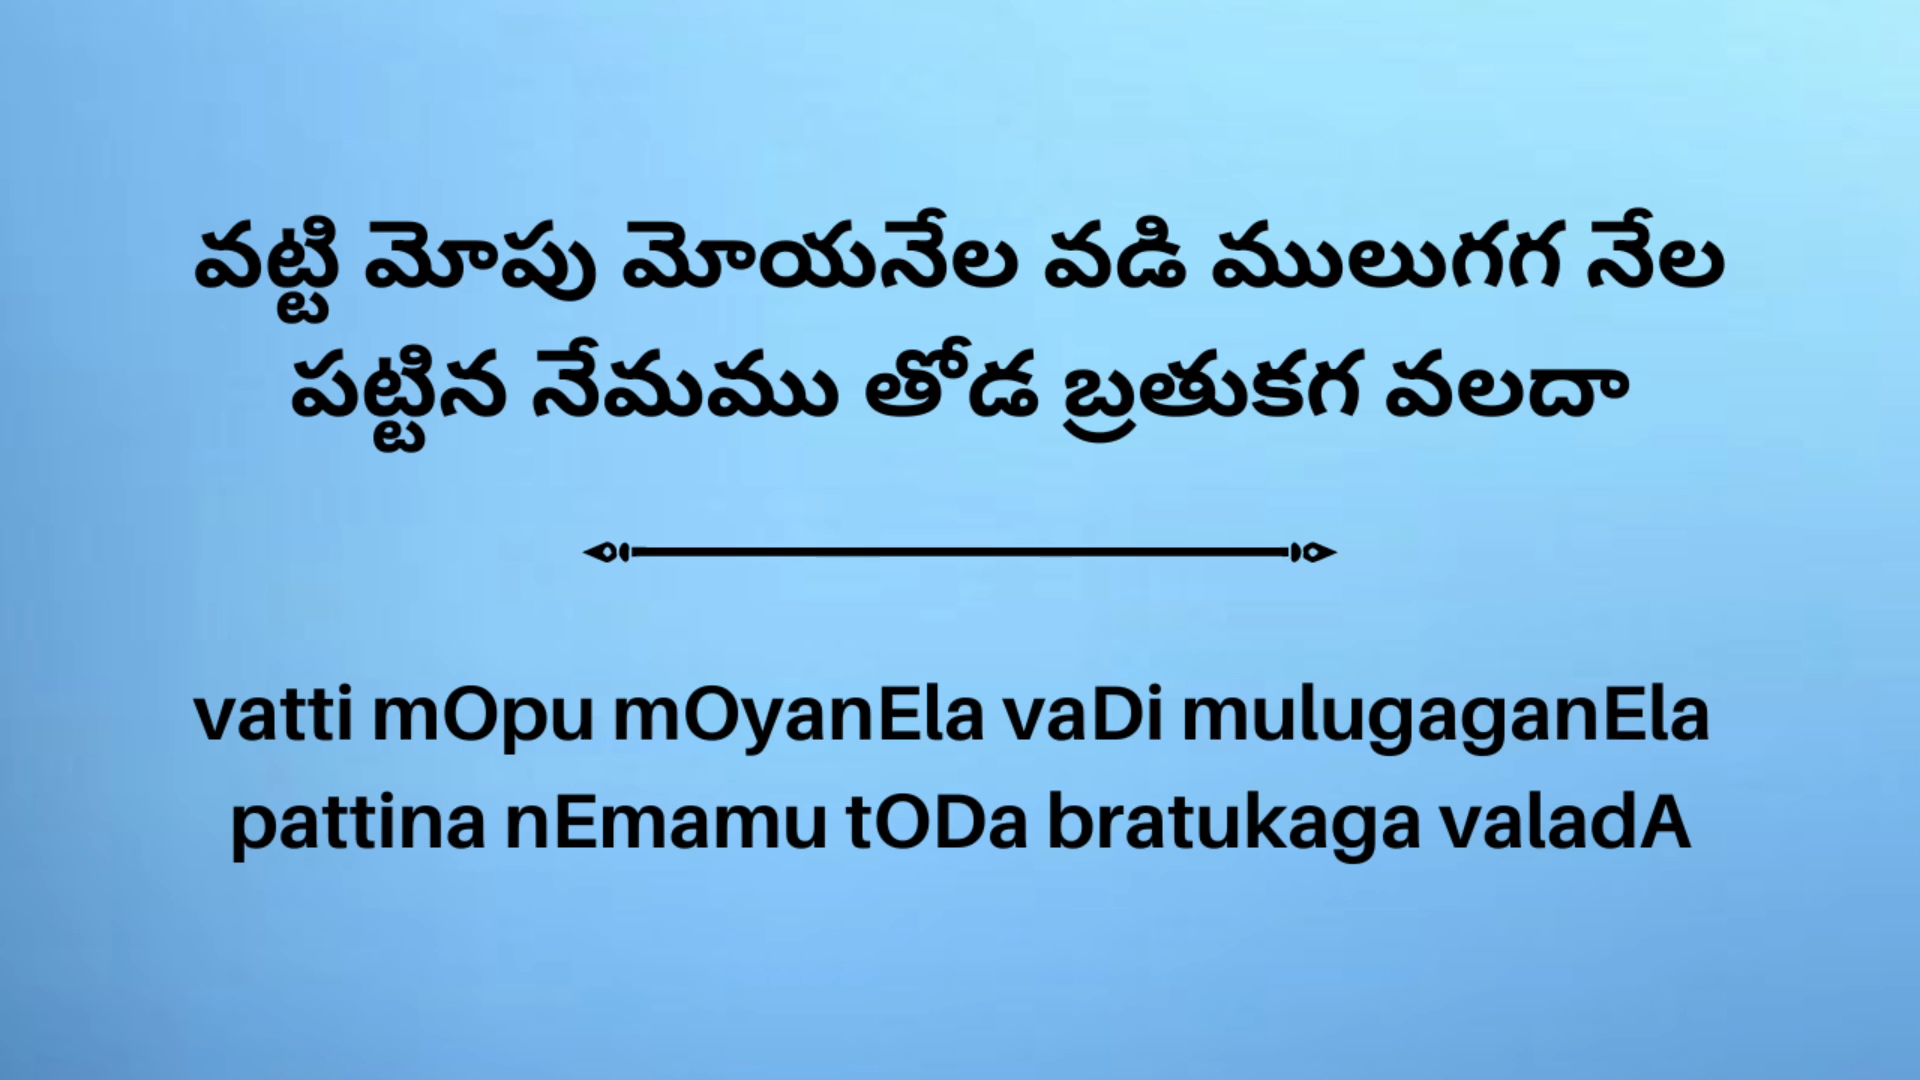 వట్టి మోపు మోయనేల వడి ములుగగ నేల
పట్టిన నేమము తోడ బ్రతుకగ వలదా
vatti mOpu mOyanEla vaDi mulugaganEla
pattina nEmamu tODa bratukaga valadA